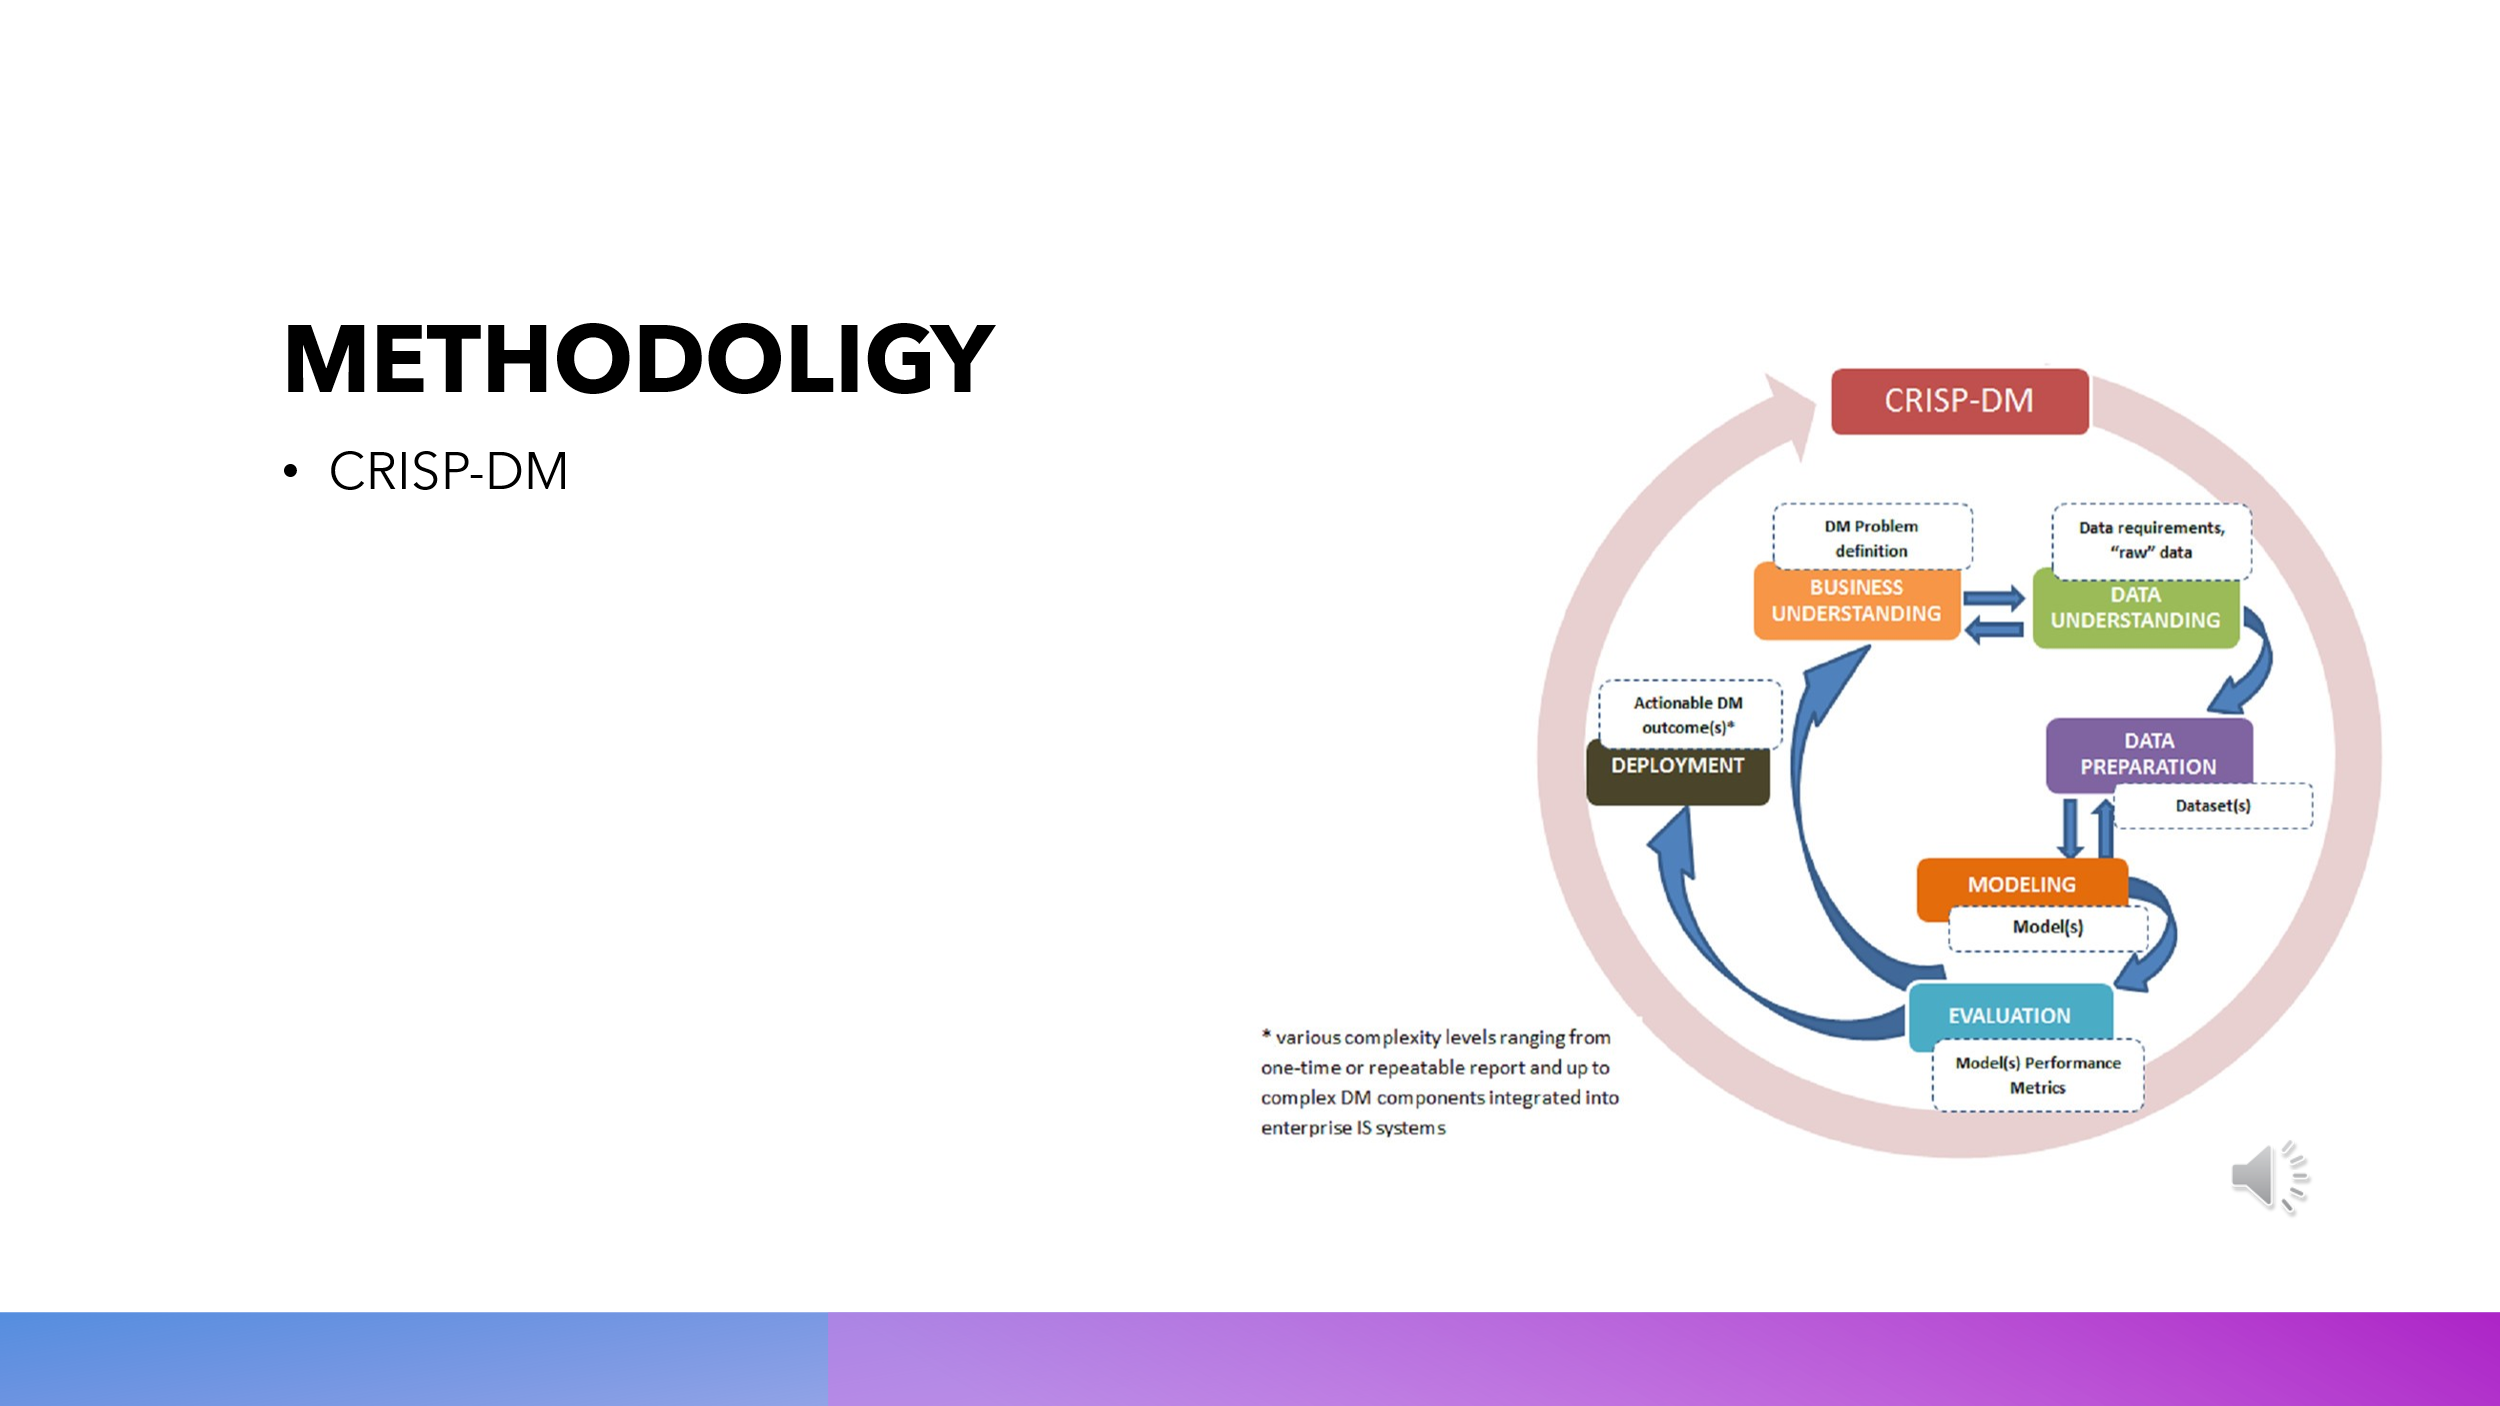 METHODOLIGY
• CRISP-DM
CRISP-DM
DM Problem
definition
BUSINESS
UNDERSTANDING
Data requirements,
“raw” data
DATA
UNDERSTANDING
Actionable DM
outcome(s)*
DEPLOYMENT
DATA
PREPARATION
Dataset(s)
MODELING
Model(s)
EVALUATION
Model(s) Performance
Metrics
* various complexity levels ranging from
one-time or repeatable report and up to
complex DM components integrated into
enterprise IS systems